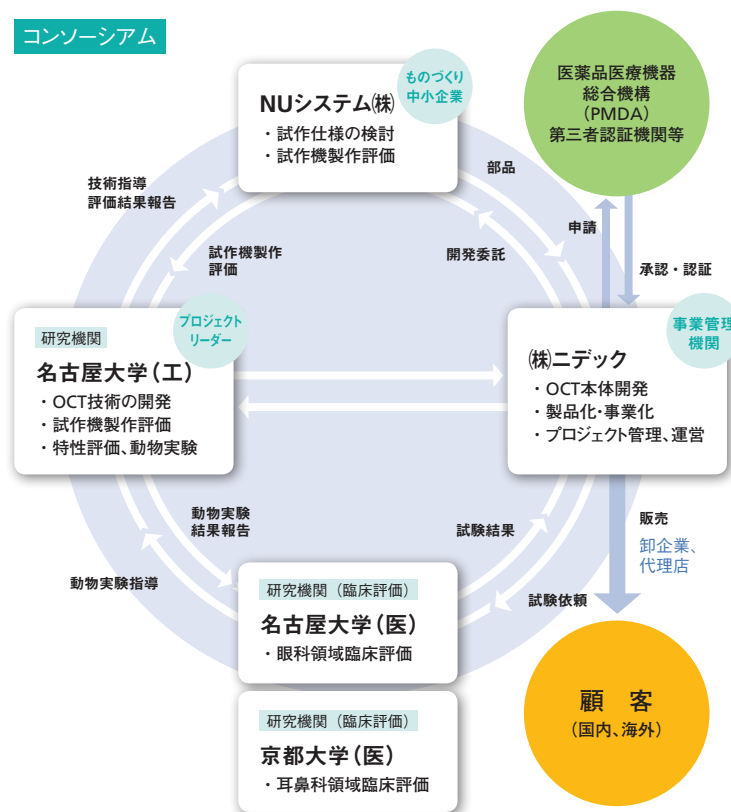 コンソーシアム
ものづくり
中小企業
NUシステム㈱
・試作仕様の検討
・試作機製作評価
医薬品医療機器
総合機構
(PMDA)
第三者認証機関等
技術指導
評価結果報告
部品
試作機製作
評価
開発委託
申請
承認・認証
プロジェクト
リーダー
研究機関
名古屋大学(工)
・OCT技術の開発
・試作機製作評価
・特性評価、動物実験
事業管理
機関
㈱ニデック
・OCT本体開発
・製品化・事業化
・プロジェクト管理、運営
動物実験
結果報告
試験結果
販売
卸企業、
代理店
動物実験指導
試験依頼
研究機関（臨床評価）
名古屋大学(医)
・眼科領域臨床評価
研究機関（臨床評価）
京都大学(医)
・耳鼻科領域臨床評価
顧　客
(国内、海外)